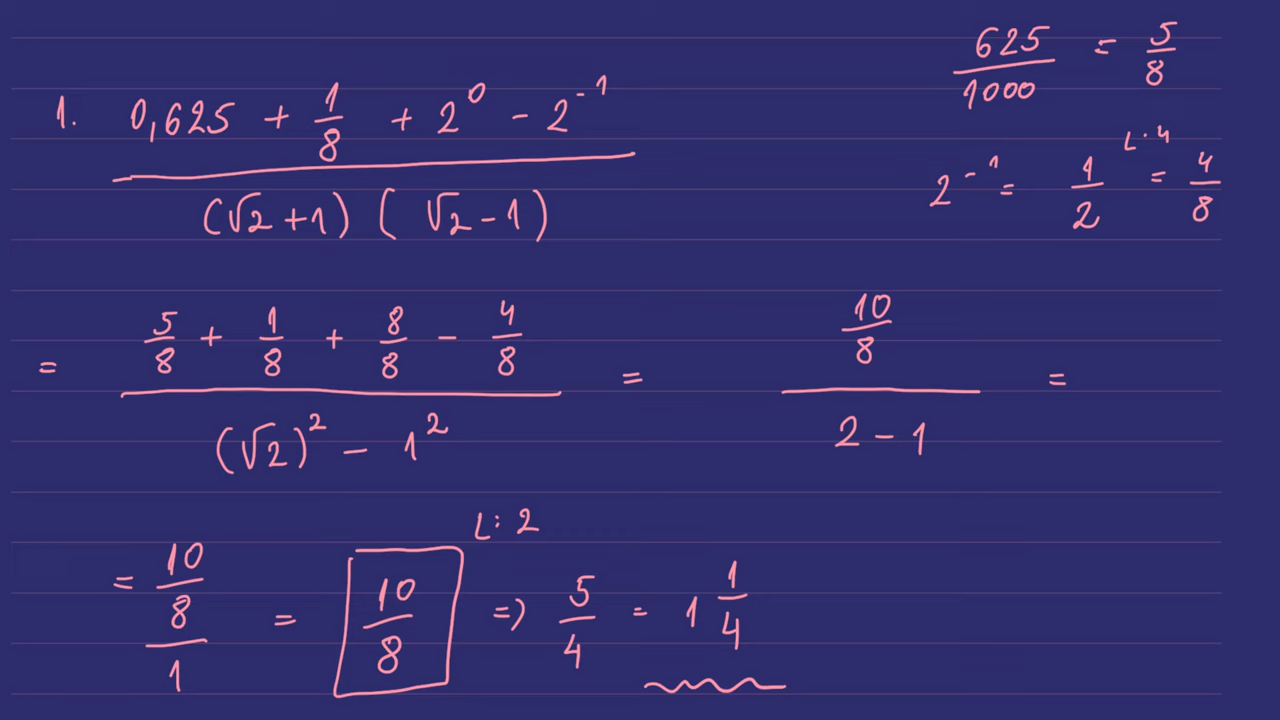 1. (0,625 + 1/8 + 2^0 - 2^-1) / ((√2+1) (√2-1))
625/1000 = 5/8
2^-1 = 1/2 L·4 = 4/8
= (5/8 + 1/8 + 8/8 - 4/8) / ((√2)^2 - 1^2) = (10/8) / (2-1) =
= (10/8)/1 = 10/8 L:2 => 5/4 = 1 1/4